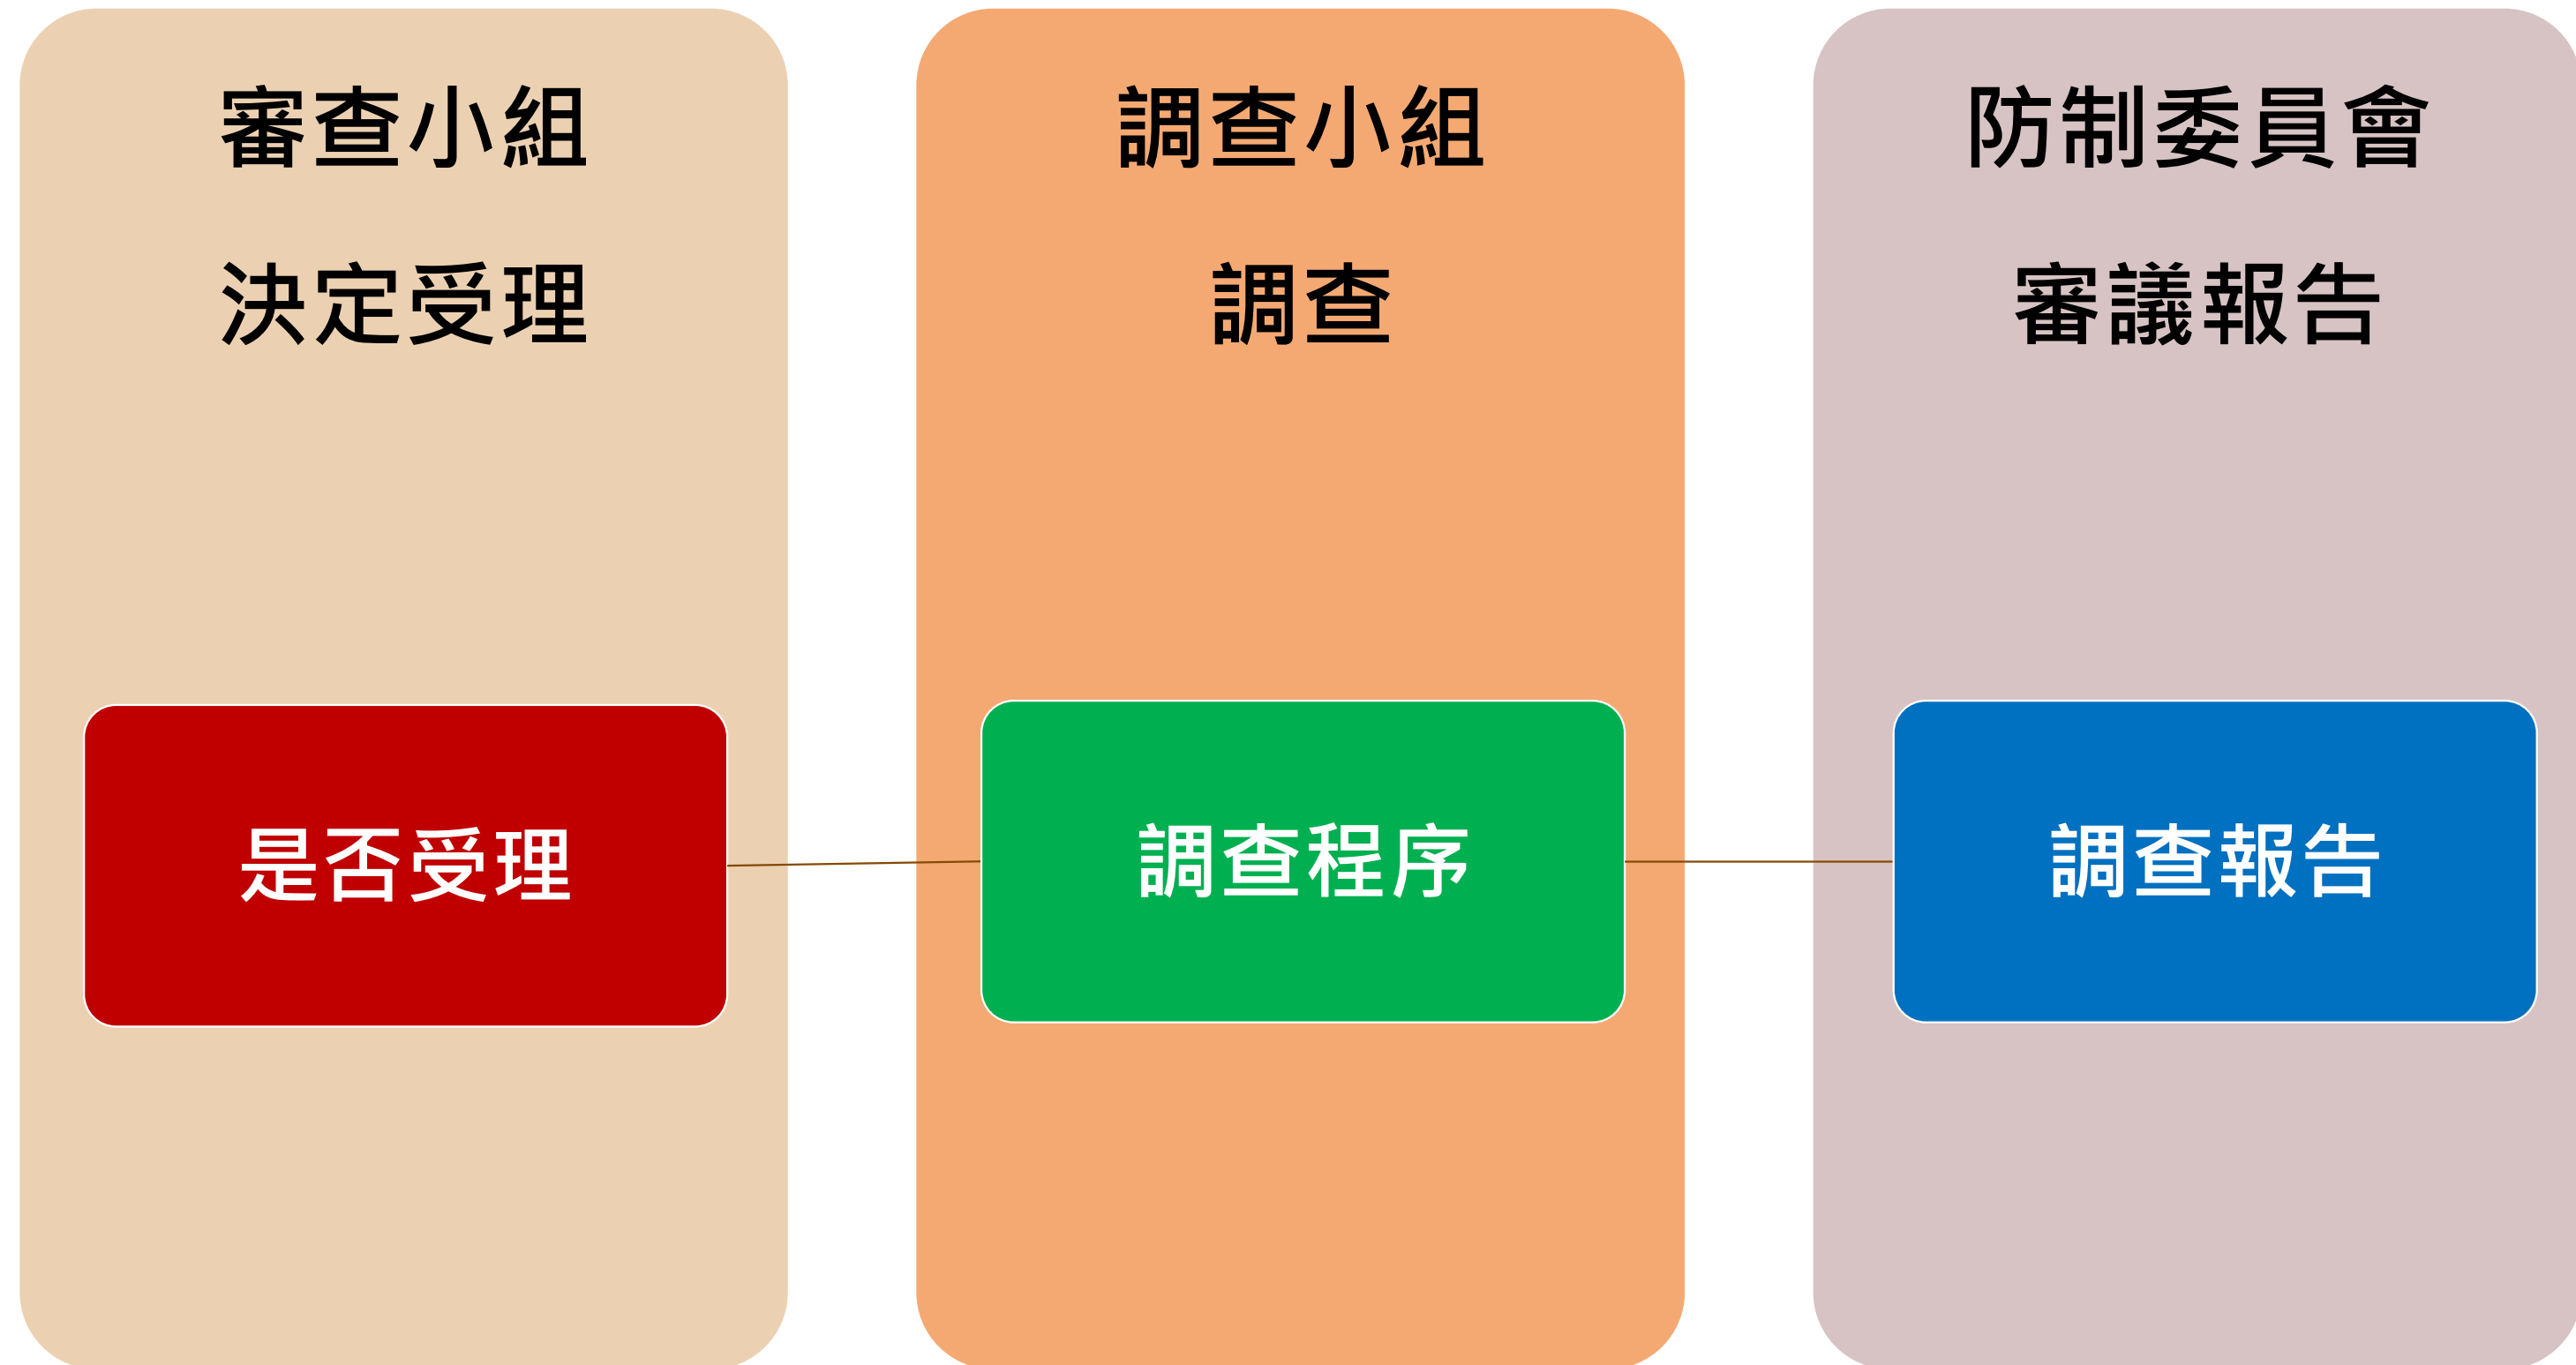 審查小組
決定受理
是否受理
調查小組
調查
調查程序
防制委員會
審議報告
調查報告